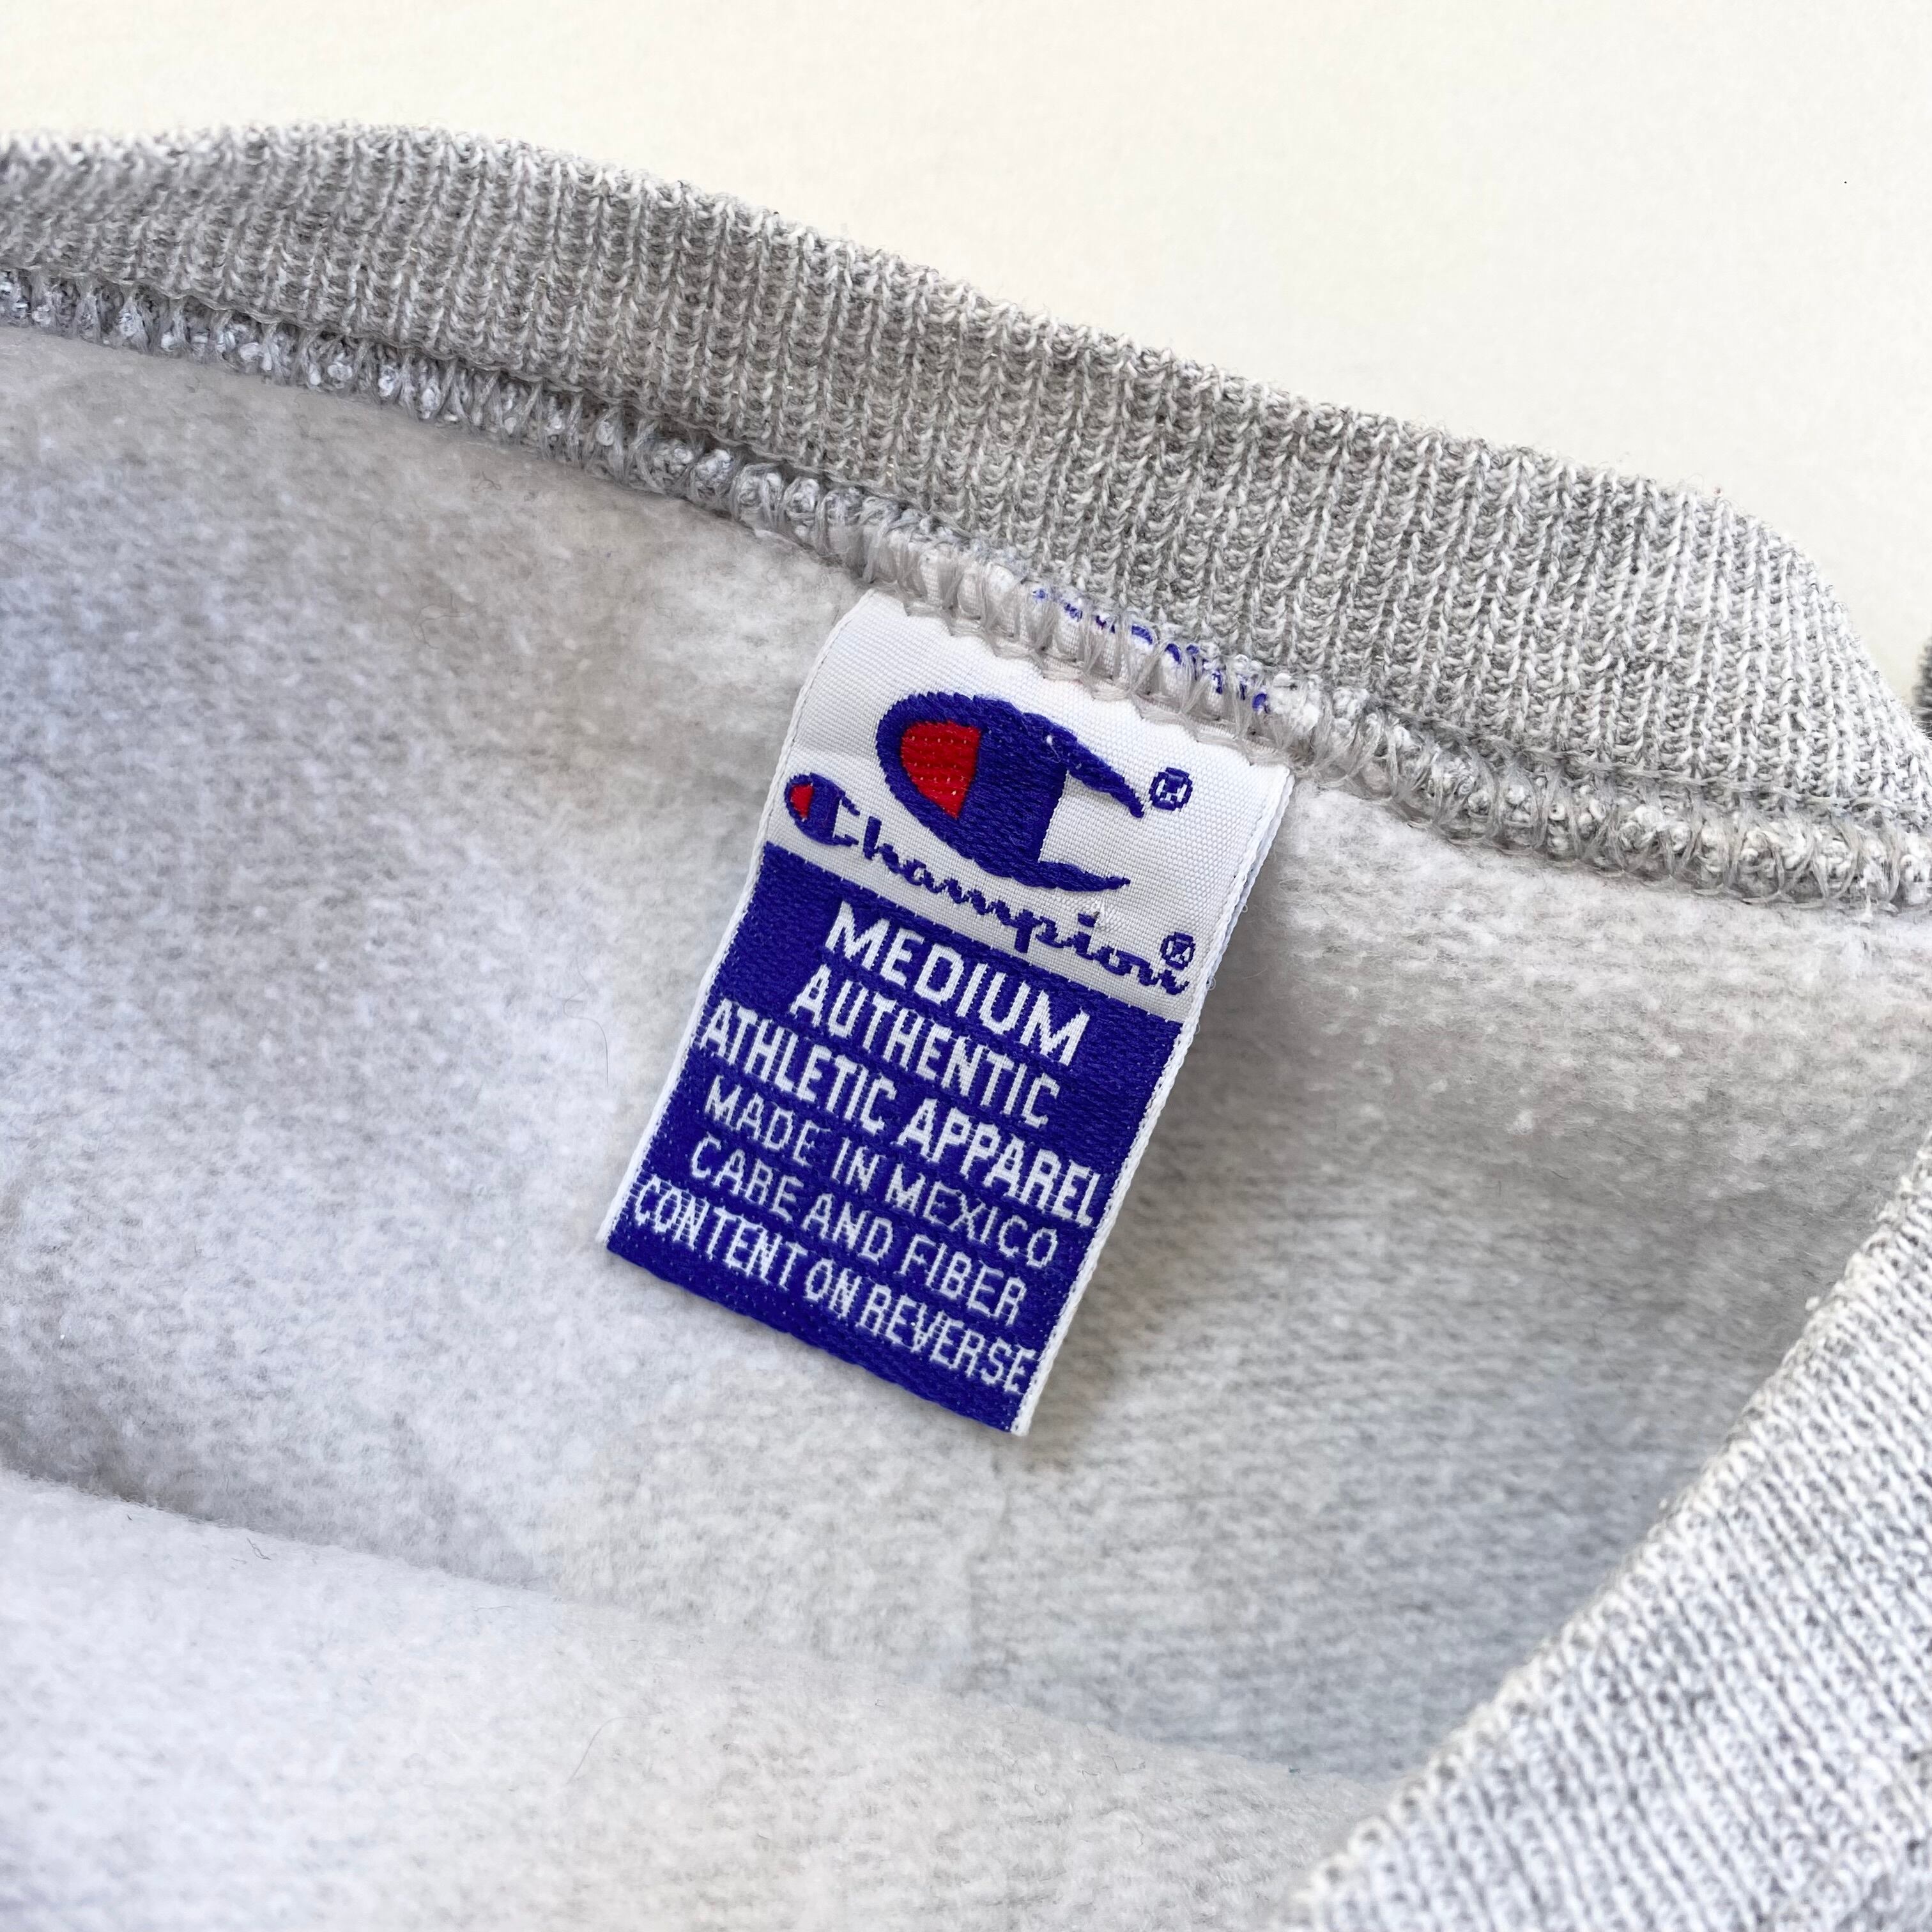 ®
Champion®
MEDIUM
AUTHENTIC
ATHLETIC APPAREL
MADE IN MEXICO
CARE AND FIBER
CONTENT ON REVERSE